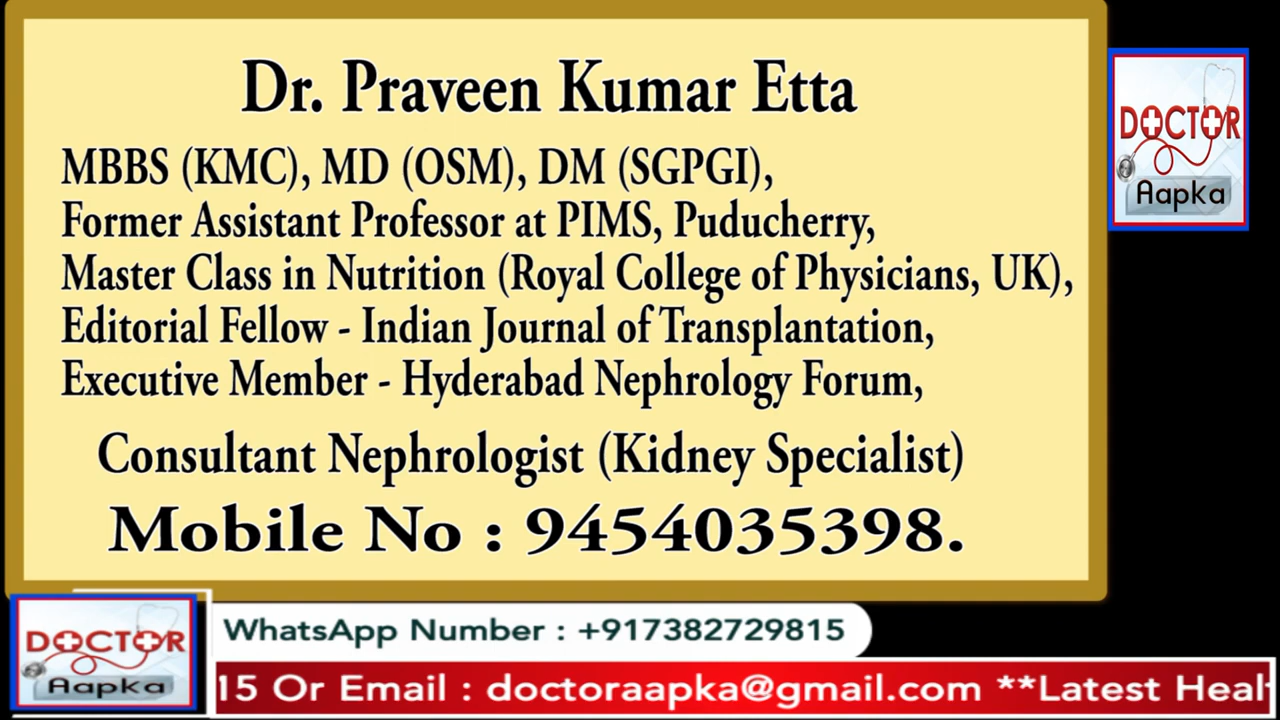 Dr. Praveen Kumar Etta
MBBS (KMC), MD (OSM), DM (SGPGI),
Former Assistant Professor at PIMS, Puducherry,
Master Class in Nutrition (Royal College of Physicians, UK),
Editorial Fellow - Indian Journal of Transplantation,
Executive Member - Hyderabad Nephrology Forum,
Consultant Nephrologist (Kidney Specialist)
Mobile No : 9454035398.
DOCTOR
Aapka
DOCTOR
Aapka
WhatsApp Number : +917382729815
15 Or Email : doctoraapka@gmail.com **Latest Heal